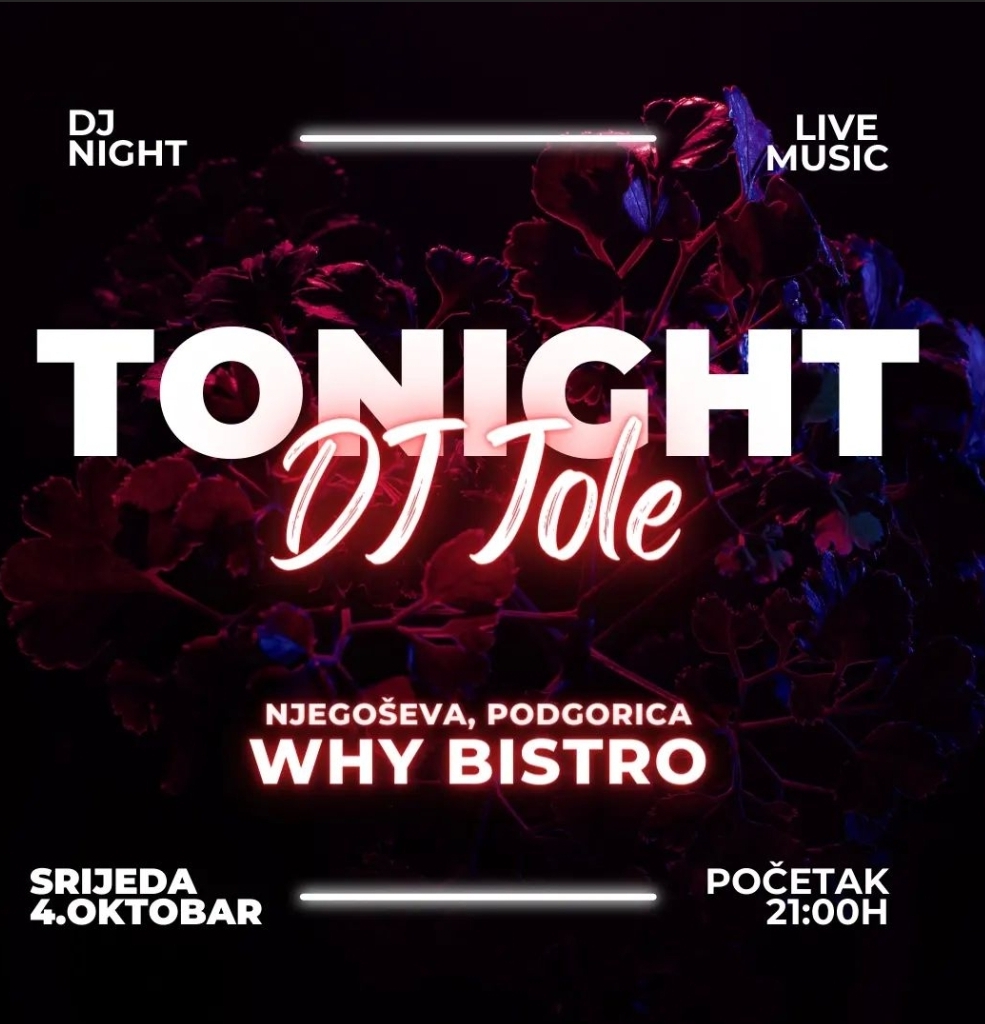 DJ
NIGHT
LIVE
MUSIC
TONIGHT
DJ Jole
NJEGOŠEVA, PODGORICA
WHY BISTRO
SRIJEDA
4.OKTOBAR
POČETAK
21:00H